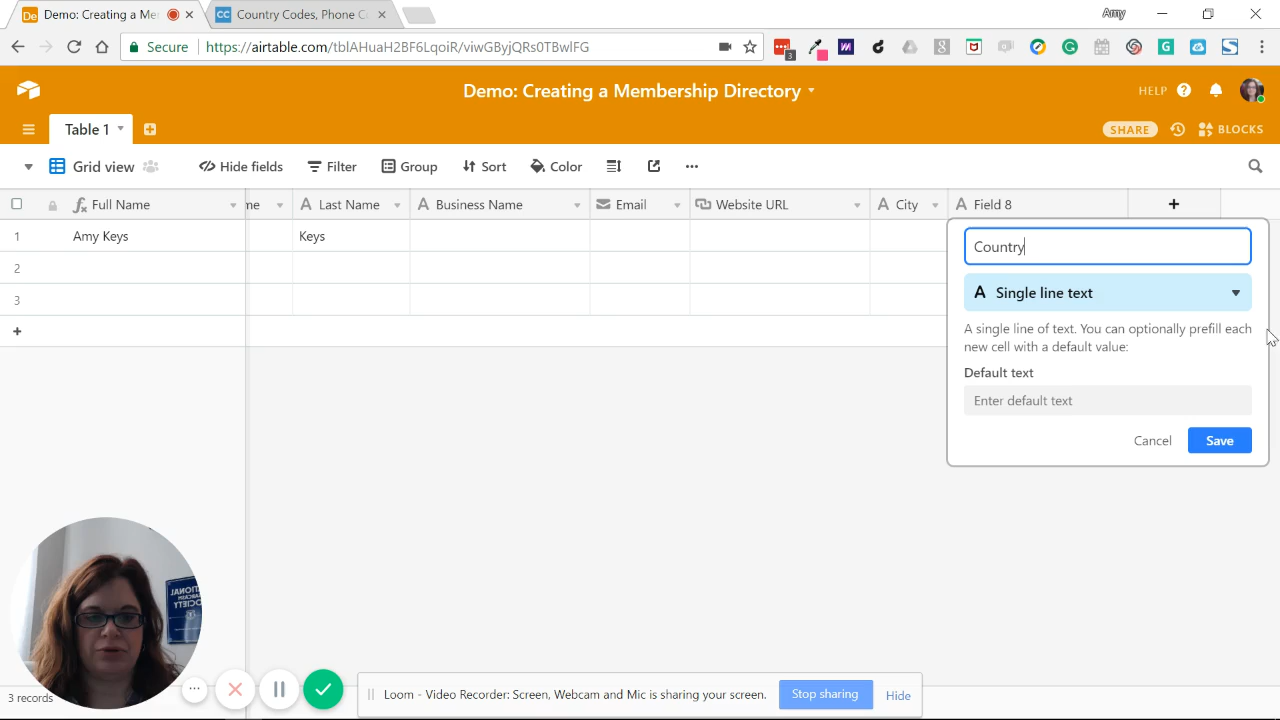 Demo: Creating a Me
CC Country Codes, Phone C
Amy
Secure https://airtable.com/tblAHuaH2BF6LqoiR/viwGByjQRs0TBwlFG
3
Demo: Creating a Membership Directory
HELP
Table 1
SHARE
BLOCKS
Grid view
Hide fields
Filter
Group
Sort
Color
Full Name
me
Last Name
Business Name
Email
Website URL
City
Field 8
1 Amy Keys Keys
2
3
Country
Single line text
A single line of text. You can optionally prefill each
new cell with a default value:
Default text
Enter default text
Cancel Save
3 records
Loom - Video Recorder: Screen, Webcam and Mic is sharing your screen.
Stop sharing
Hide